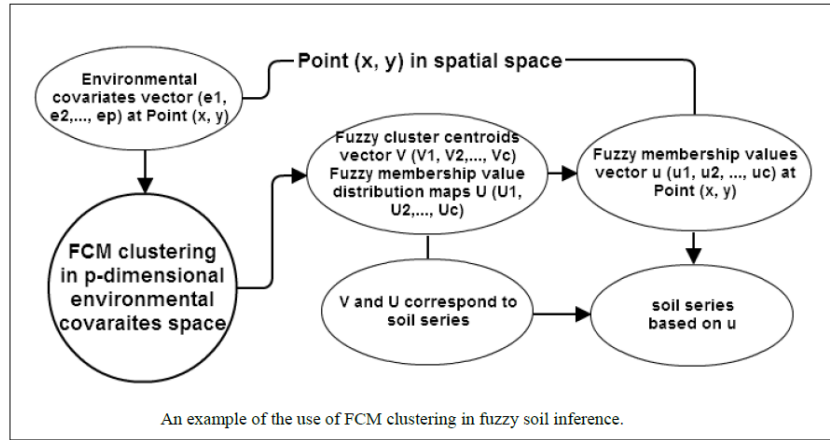 Environmental
covariates vector (e1,
e2,..., ep) at Point (x, y)
Point (x, y) in spatial space
Fuzzy cluster centroids
vector V (V1, V2,..., Vc)
Fuzzy membership value
distribution maps U (U1,
U2,..., Uc)
Fuzzy membership values
vector u (u1, u2, ..., uc) at
Point (x, y)
FCM clustering
in p-dimensional
environmental
covaraites space
V and U correspond to
soil series
soil series
based on u
An example of the use of FCM clustering in fuzzy soil inference.